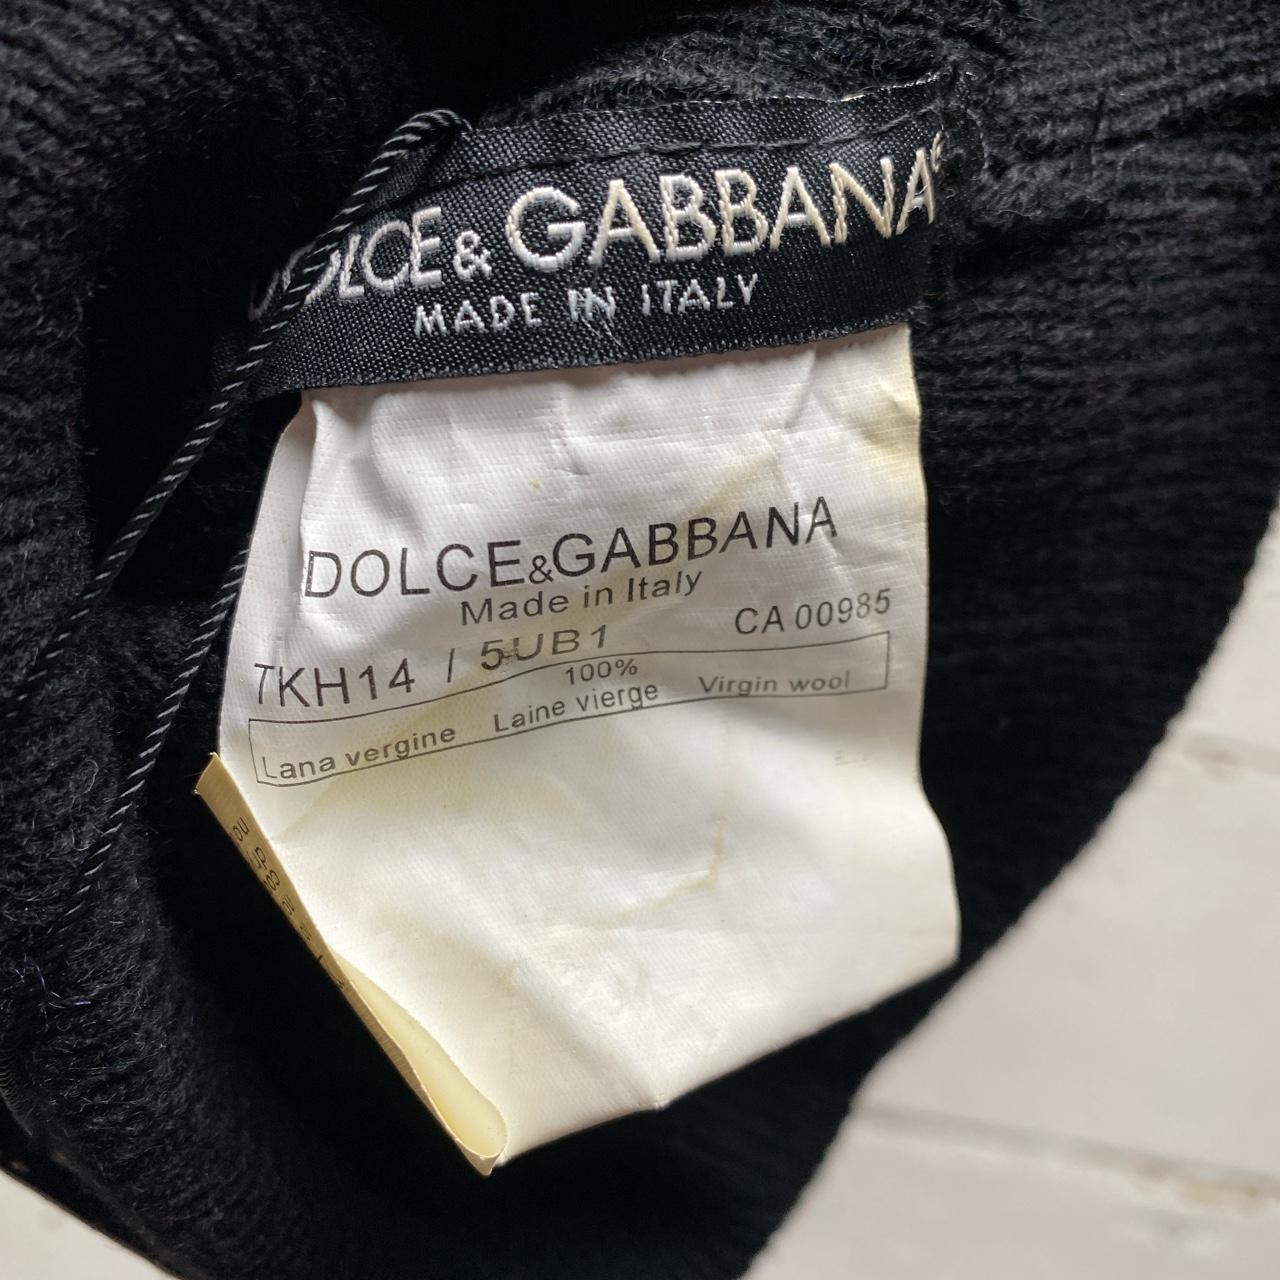 DOLCE & GABBANA
MADE IN ITALY
DOLCE&GABBANA
Made in Italy
CA 00985
TKH14 / 5UB1
100%
Lana vergine Laine vierge Virgin wool